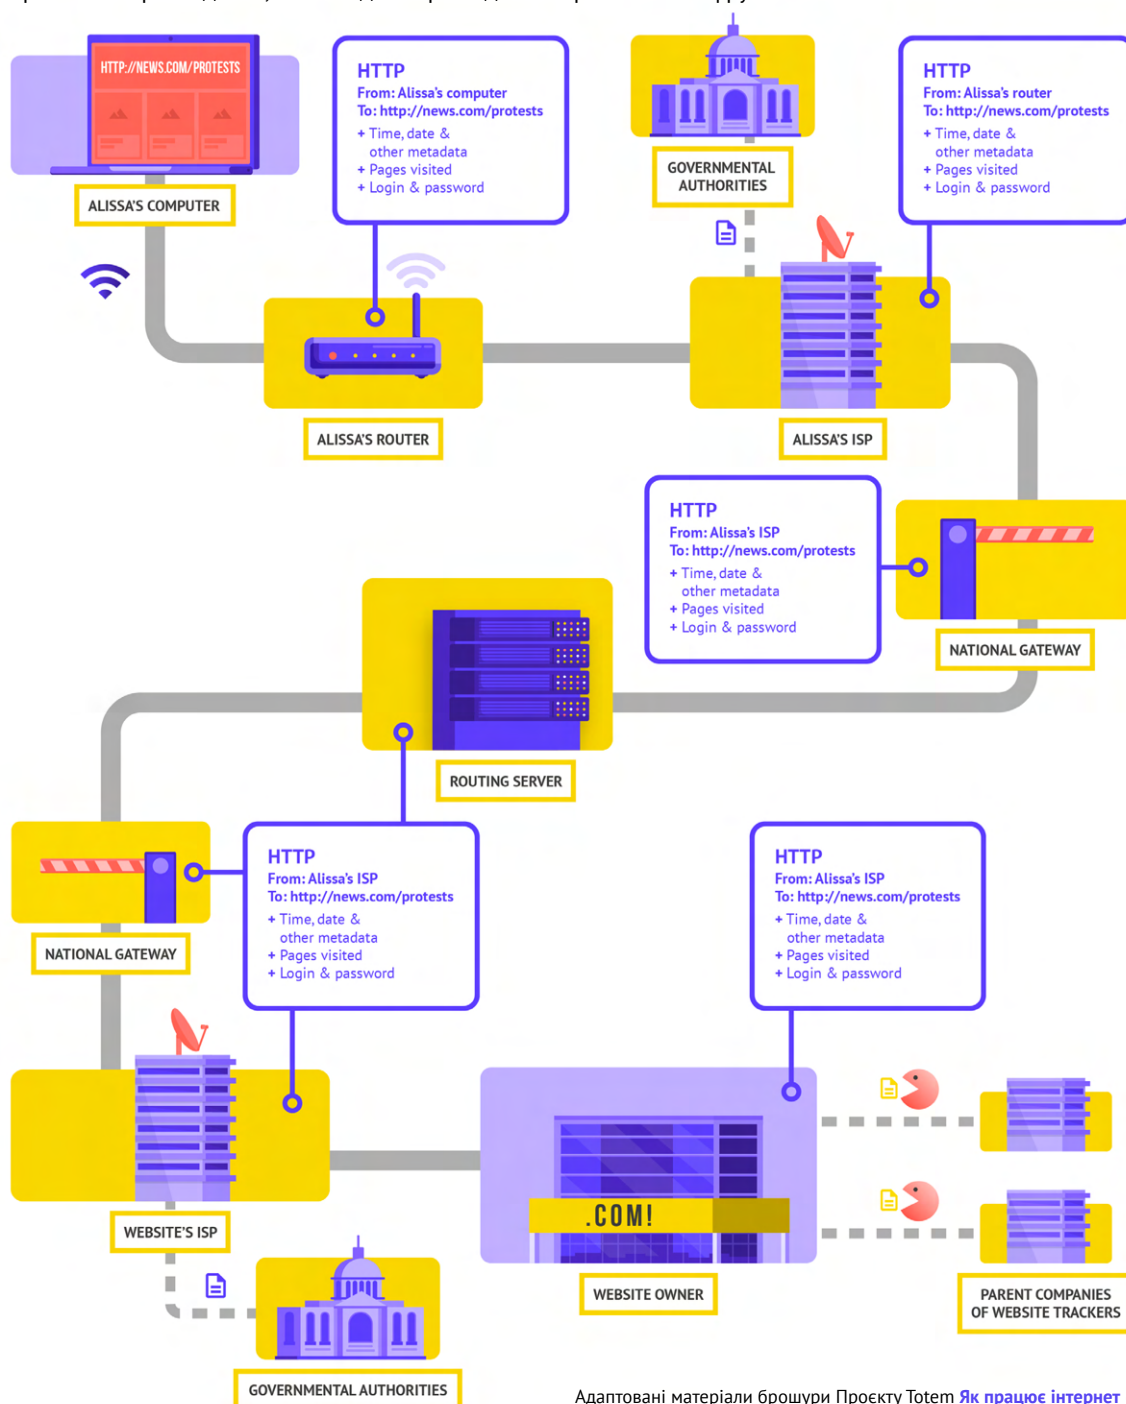 HTTP://NEWS.COM/PROTESTS
ALISSA'S COMPUTER
HTTP
From: Alissa's computer
To: http://news.com/protests
+ Time, date &
other metadata
+ Pages visited
+ Login & password
GOVERNMENTAL
AUTHORITIES
HTTP
From: Alissa's router
To: http://news.com/protests
+ Time, date &
other metadata
+ Pages visited
+ Login & password
ALISSA'S ROUTER
ALISSA'S ISP
HTTP
From: Alissa's ISP
To: http://news.com/protests
+ Time, date &
other metadata
+ Pages visited
+ Login & password
NATIONAL GATEWAY
ROUTING SERVER
NATIONAL GATEWAY
HTTP
From: Alissa's ISP
To: http://news.com/protests
+ Time, date &
other metadata
+ Pages visited
+ Login & password
HTTP
From: Alissa's ISP
To: http://news.com/protests
+ Time, date &
other metadata
+ Pages visited
+ Login & password
WEBSITE'S ISP
.COM!
WEBSITE OWNER
PARENT COMPANIES
OF WEBSITE TRACKERS
GOVERNMENTAL AUTHORITIES
Адаптовані матеріали брошури Проєкту Totem Як працює інтернет